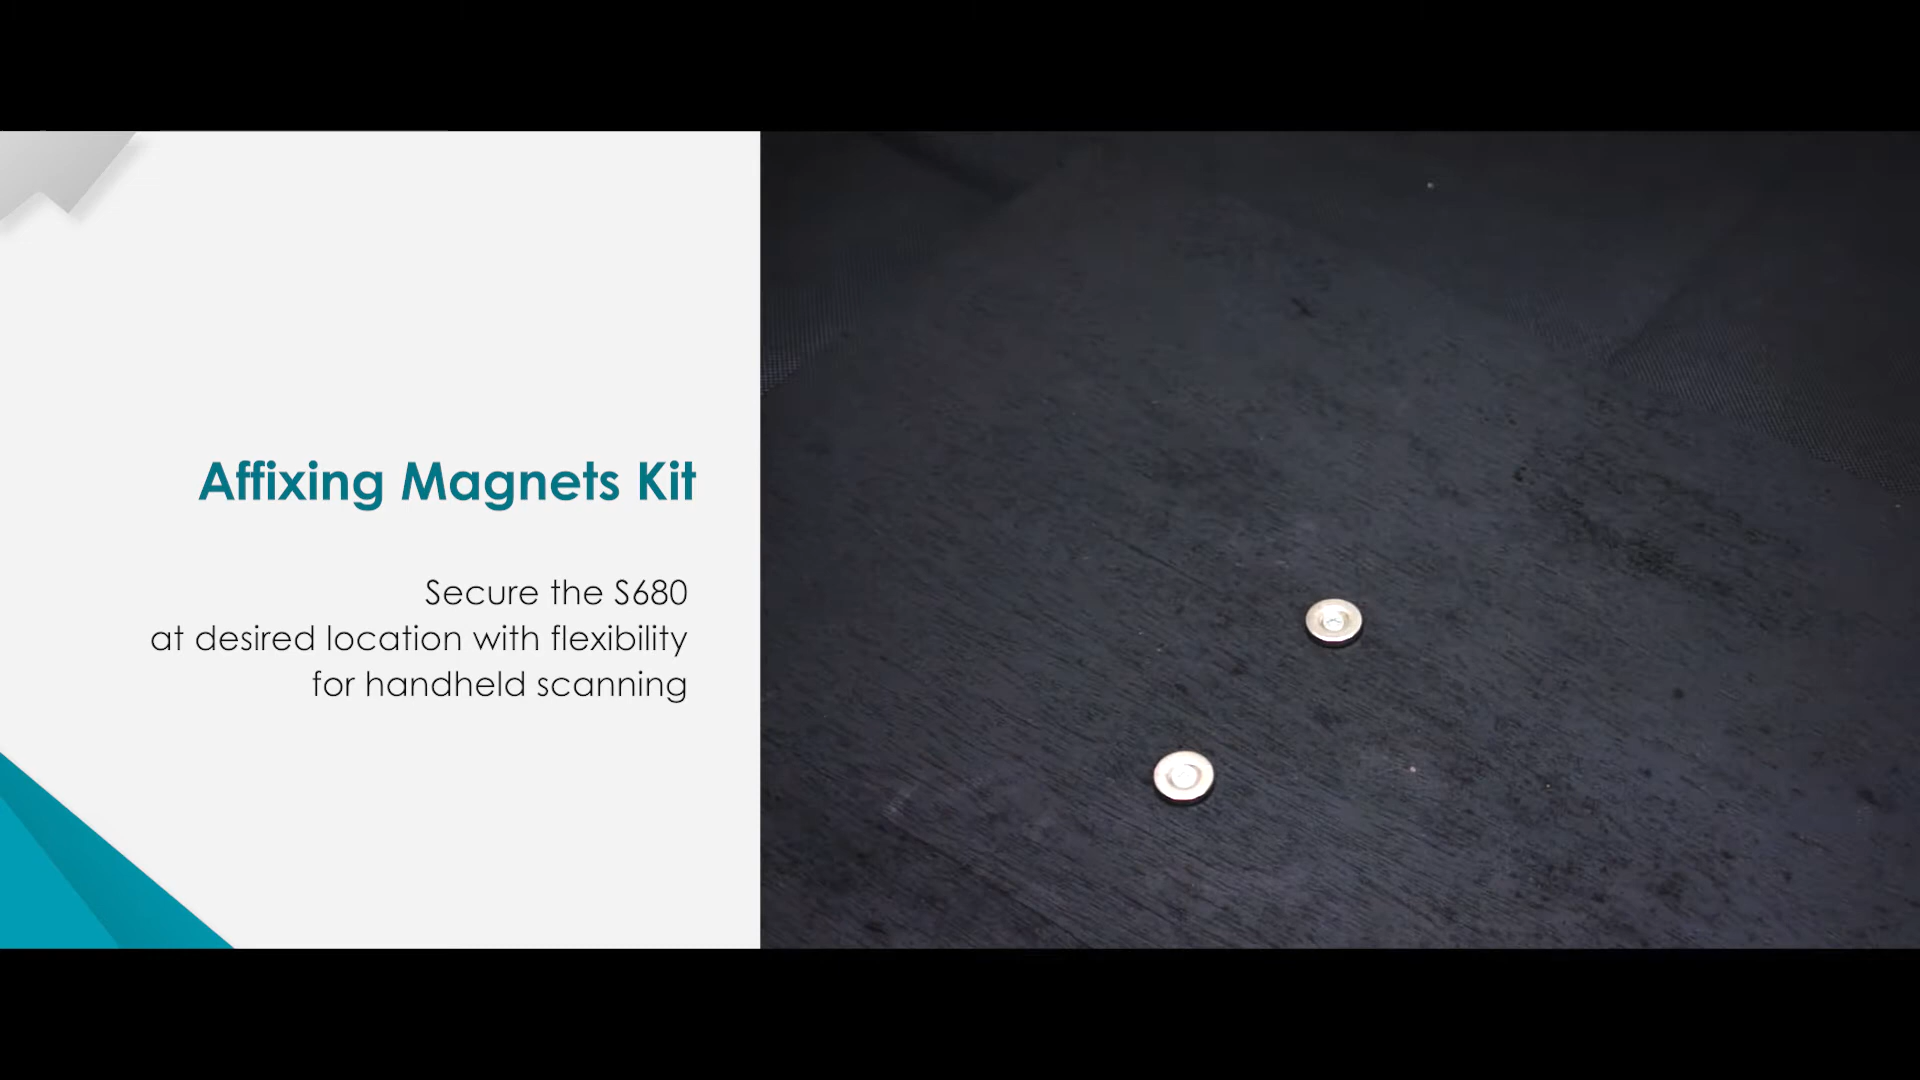 Affixing Magnets Kit
Secure the S680
at desired location with flexibility
for handheld scanning